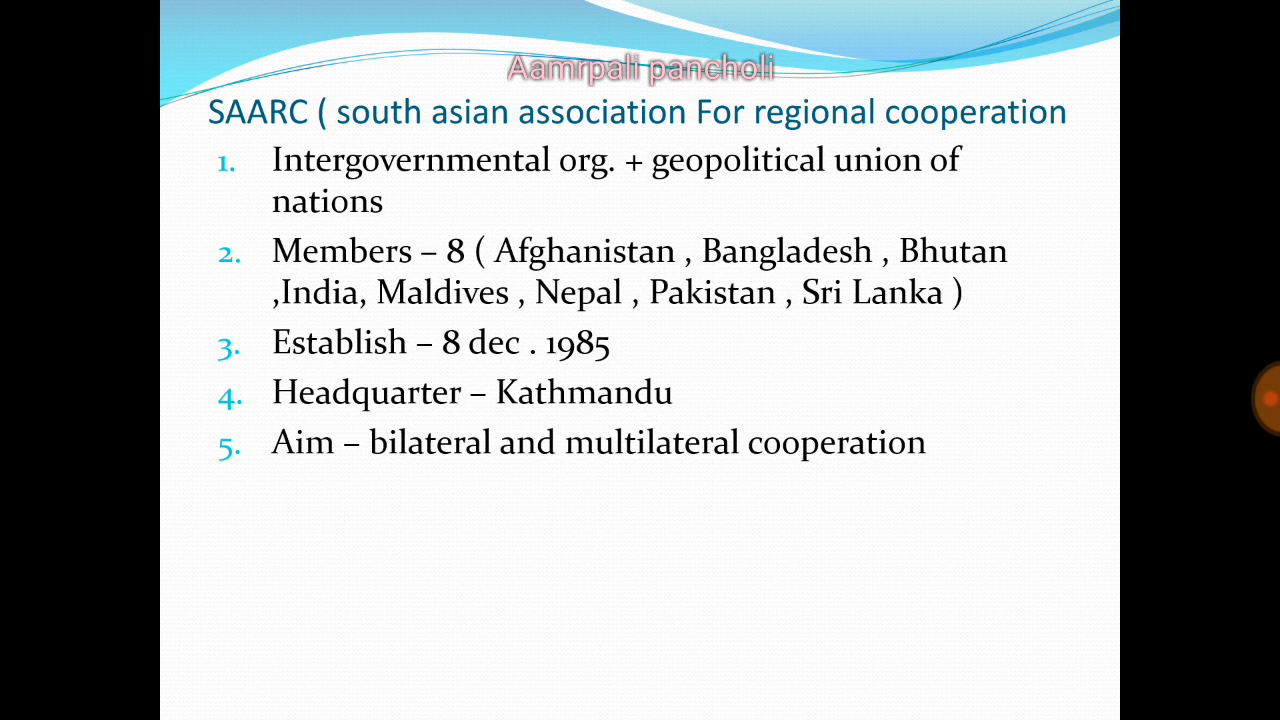 Aamrpali pancholi
SAARC ( south asian association For regional cooperation
1. Intergovernmental org. + geopolitical union of
nations
2. Members – 8 ( Afghanistan , Bangladesh , Bhutan
,India, Maldives , Nepal , Pakistan , Sri Lanka )
3. Establish – 8 dec . 1985
4. Headquarter – Kathmandu
5. Aim – bilateral and multilateral cooperation